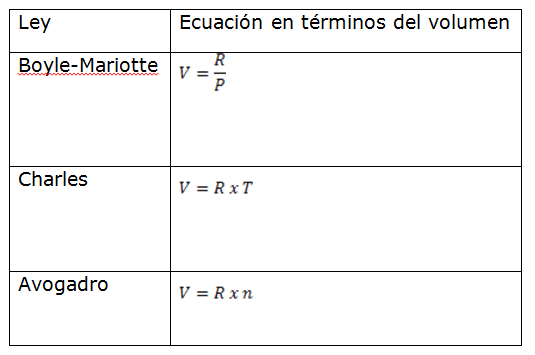 Ley Ecuación en términos del volumen
Boyle-Mariotte V = R/P
Charles V = R x T
Avogadro V = R x n